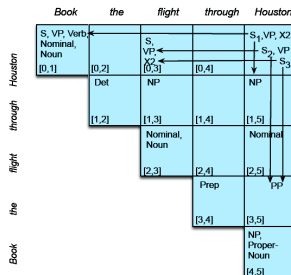 Book the flight through Houston
S, VP, Verb,
Nominal,
Noun
[0,1]
[0,2]
S,
VP,
X2
[0,3]
[0,4]
S1,VP, X2
S2, VP
S3
Det
[1,2]
NP
[1,3]
[1,4]
NP
[1,5]
Nominal,
Noun
[2,3]
[2,4]
Nominal
[2,5]
Prep
[3,4]
PP
[3,5]
NP,
Proper-
Noun
[4,5]
Houston
through
flight
the
Book